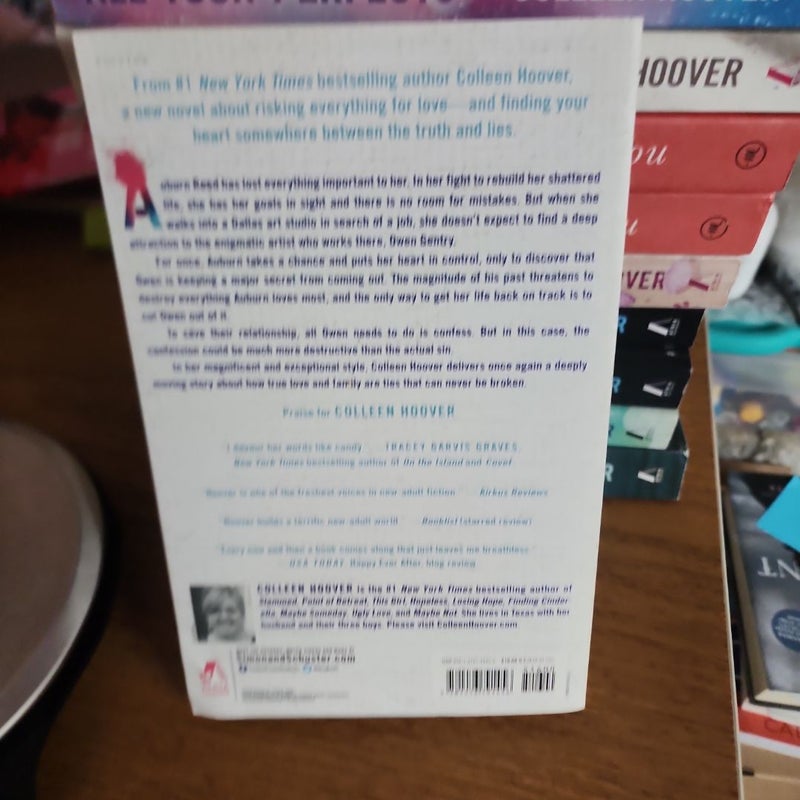 ALL YOUR PERFECTS COLLEEN HOOVER
From #1 New York Times bestselling author Colleen Hoover,
a new novel about risking everything for love and finding your
heart somewhere between the truth and lies.
Auburn Reed has lost everything important to her. In her fight to rebuild her shattered
life, she has her goals in sight and there is no room for mistakes. But when she
walks into a Dallas art studio in search of a job, she doesn't expect to find a deep
attraction to the enigmatic artist who works there, Owen Gentry.
For once, Auburn takes a chance and puts her heart in control, only to discover that
Owen is keeping a major secret from coming out. The magnitude of his past threatens to
destroy everything Auburn loves most, and the only way to get her life back on track is to
cut Owen out of it.
To save their relationship, all Owen needs to do is confess. But in this case, the
confession could be much more destructive than the actual sin.
In her magnificent and exceptional style, Colleen Hoover delivers once again a deeply
moving story about how true love and family are ties that can never be broken.
Praise for COLLEEN HOOVER
"I devour her words like candy." TRACEY GARVIS GRAVES,
New York Times bestselling author of On the Island and Covet
"Hoover is one of the freshest voices in new-adult fiction." Kirkus Reviews
"Hoover builds a terrific new-adult world." Booklist (starred review)
"Every now and then a book comes along that just leaves me breathless."
USA TODAY, Happy Ever After, blog review
COLLEEN HOOVER is the #1 New York Times bestselling author of
Slammed, Point of Retreat, This Girl, Hopeless, Losing Hope, Finding Cinder-
ella, Maybe Someday, Ugly Love, and Maybe Not. She lives in Texas with her
husband and their three boys. Please visit ColleenHoover.com.
SimonandSchuster.com
HOOVER
ou
u
VER
R
R
R
NT